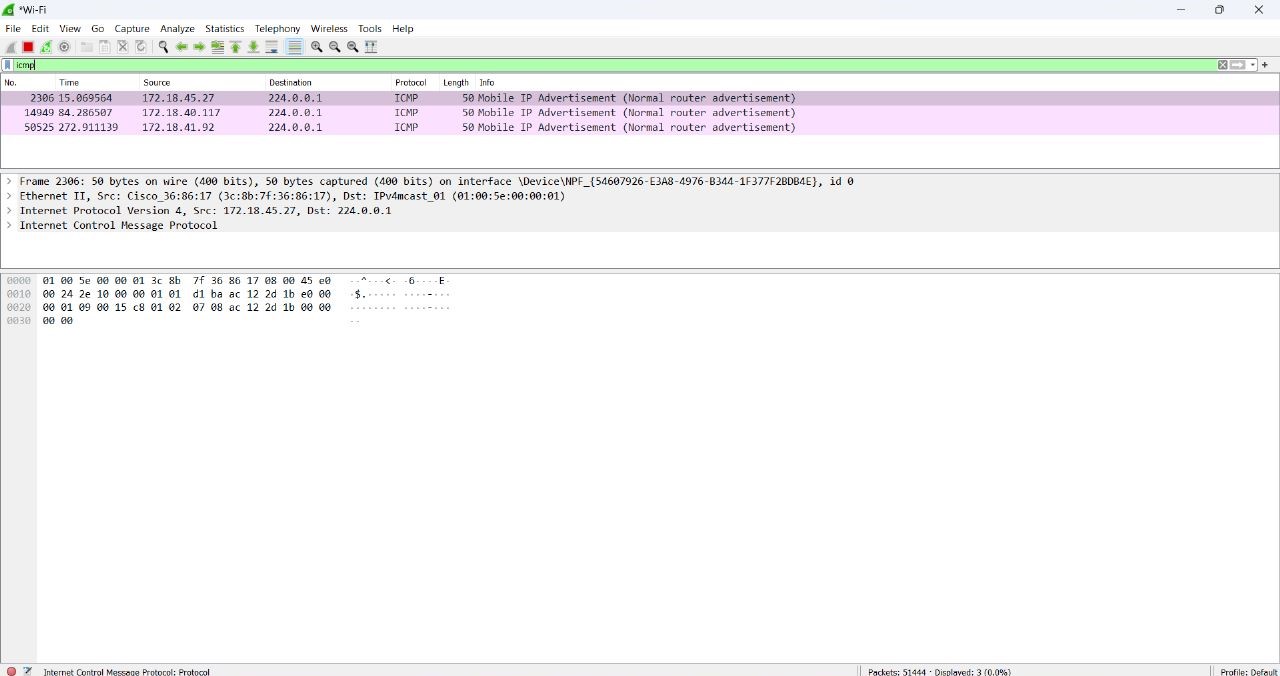 *Wi-Fi
File Edit View Go Capture Analyze Statistics Telephony Wireless Tools Help
icmp
No. Time Source Destination Protocol Length Info
2306 15.069564 172.18.45.27 224.0.0.1 ICMP 50 Mobile IP Advertisement (Normal router advertisement)
14949 84.286507 172.18.40.117 224.0.0.1 ICMP 50 Mobile IP Advertisement (Normal router advertisement)
50525 272.911139 172.18.41.92 224.0.0.1 ICMP 50 Mobile IP Advertisement (Normal router advertisement)
> Frame 2306: 50 bytes on wire (400 bits), 50 bytes captured (400 bits) on interface \Device\NPF_{54607926-E3A8-4976-B344-1F377F2BDB4E}, id 0
> Ethernet II, Src: Cisco_36:86:17 (3c:8b:7f:36:86:17), Dst: IPv4mcast_01 (01:00:5e:00:00:01)
> Internet Protocol Version 4, Src: 172.18.45.27, Dst: 224.0.0.1
> Internet Control Message Protocol
0000 01 00 5e 00 00 01 3c 8b 7f 36 86 17 08 00 45 e0 ··^···<· ·6····E·
0010 00 24 2e 10 00 00 01 01 d1 ba ac 12 2d 1b e0 00 ·$.····· ····-···
0020 00 01 09 00 15 c8 01 02 07 08 ac 12 2d 1b 00 00 ········ ····-···
0030 00 00 ··
Internet Control Message Protocol: Protocol
Packets: 51444 · Displayed: 3 (0.0%)
Profile: Default